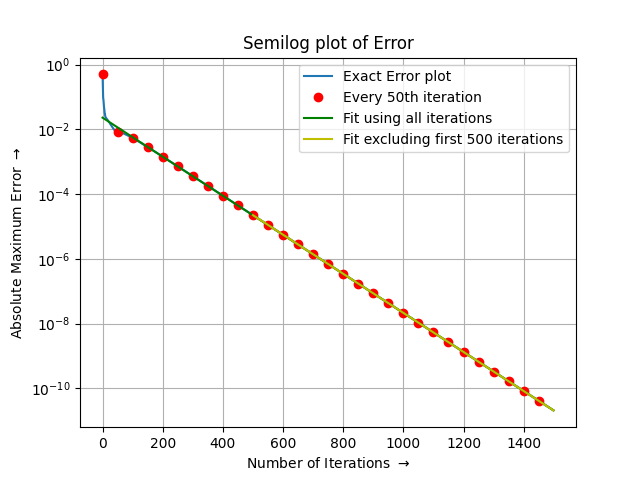 Semilog plot of Error
Absolute Maximum Error →
10⁰
10⁻²
10⁻⁴
10⁻⁶
10⁻⁸
10⁻¹⁰
Exact Error plot
Every 50th iteration
Fit using all iterations
Fit excluding first 500 iterations
0 200 400 600 800 1000 1200 1400
Number of Iterations →